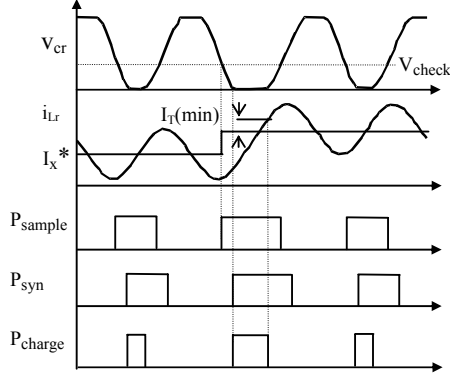 v_cr
V_check
i_Lr
I_T(min)
I_x*
P_sample
P_syn
P_charge